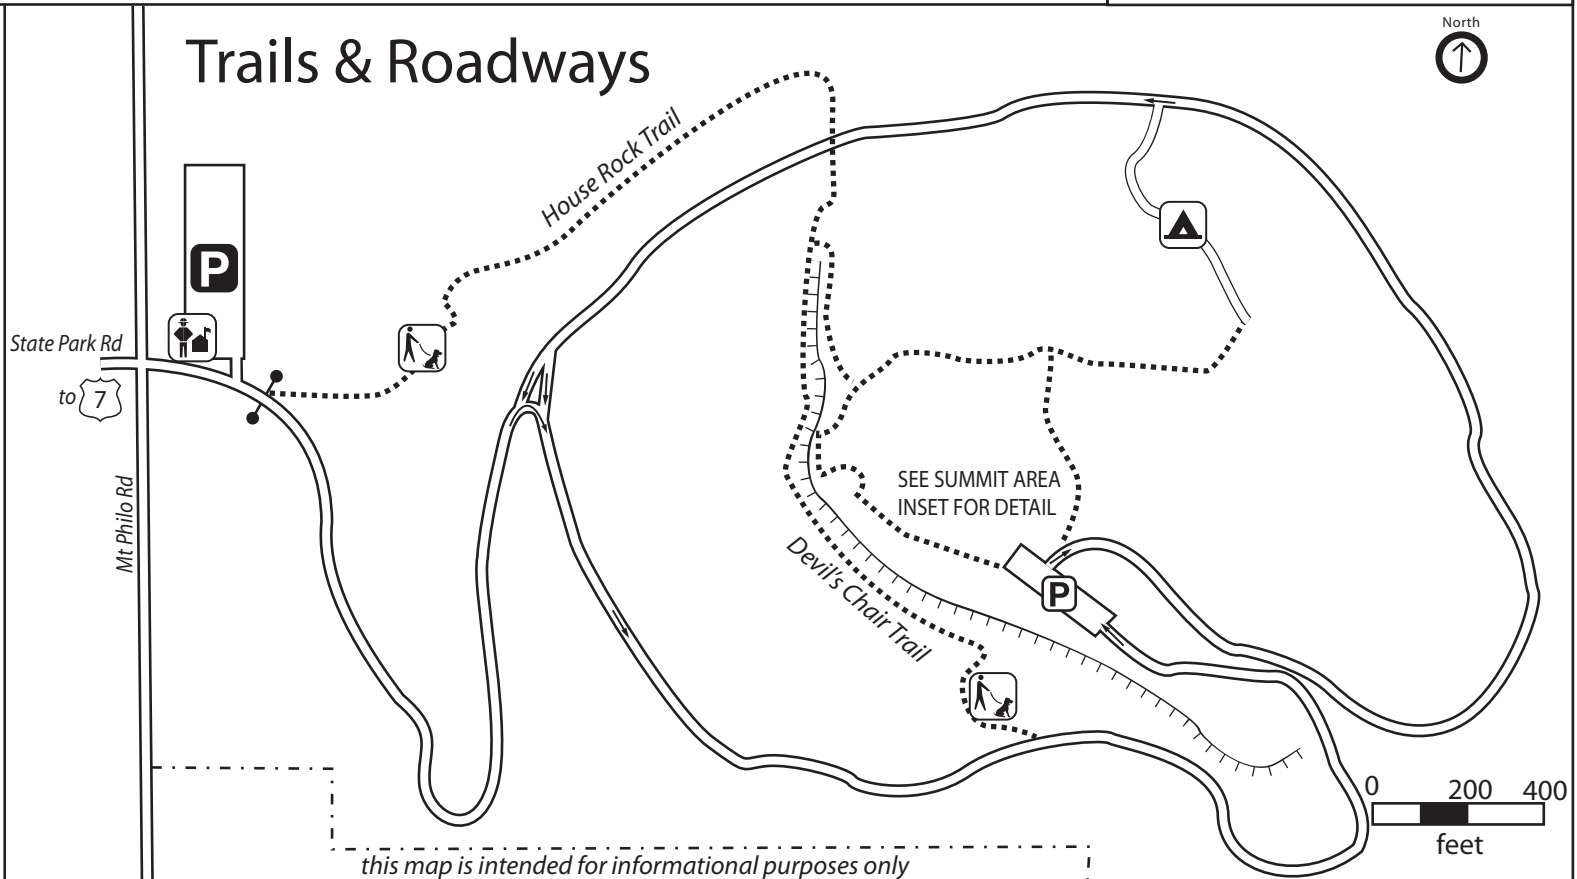 North
Trails & Roadways
House Rock Trail
P
State Park Rd
to 7
Mt Philo Rd
SEE SUMMIT AREA
INSET FOR DETAIL
Devil's Chair Trail
P
0 200 400
feet
this map is intended for informational purposes only